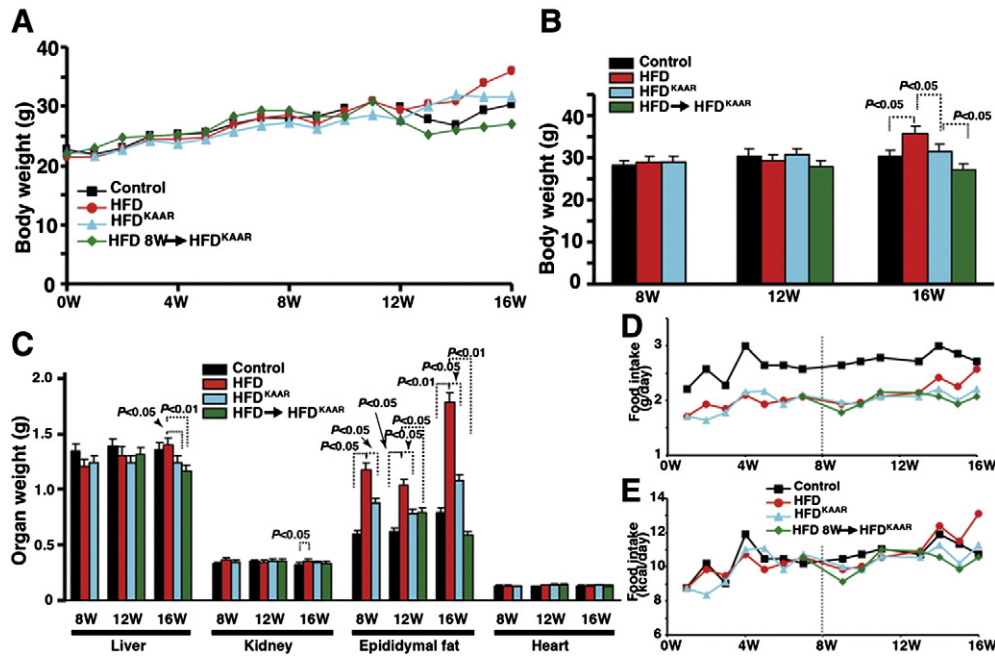 A
Body weight (g)
40
30
20
10
0
0W 4W 8W 12W 16W
Control
HFD
HFDKAAR
HFD 8W→HFDKAAR
B
Body weight (g)
40
30
20
10
0
Control
HFD
HFDKAAR
HFD→HFDKAAR
P<0.05
P<0.05
P<0.05
8W 12W 16W
C
Organ weight (g)
2.0
1.5
1.0
0.5
0
Control
HFD
HFDKAAR
HFD→HFDKAAR
P<0.05 P<0.01
P<0.05
P<0.05
P<0.05
P<0.05
P<0.05
P<0.05
P<0.01
P<0.05
P<0.01
8W 12W 16W 8W 12W 16W 8W 12W 16W 8W 12W 16W
Liver Kidney Epididymal fat Heart
D
Food intake
(g/day)
3
2
1
0W 4W 8W 12W 16W
E
Food intake
(kcal/day)
14
12
10
8
6
Control
HFD
HFDKAAR
HFD 8W→HFDKAAR
0W 4W 8W 12W 16W